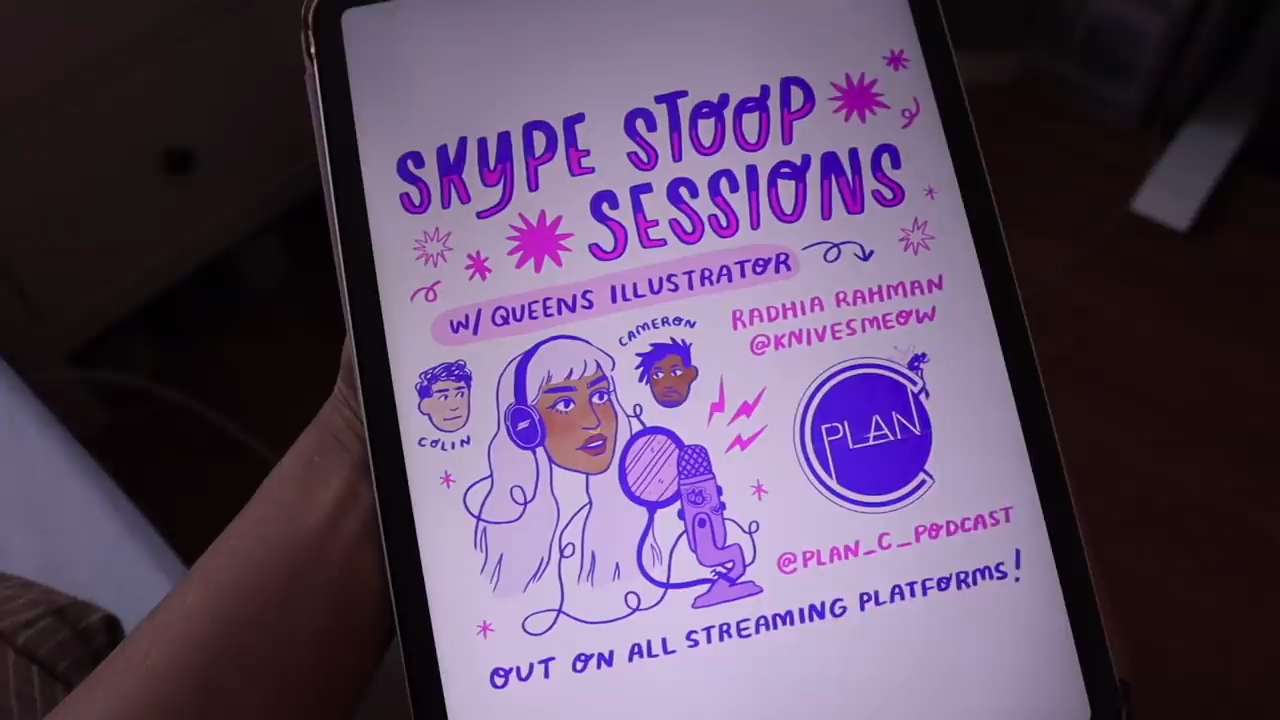 SKYPE STOOP
SESSIONS
W/ QUEENS ILLUSTRATOR
RADHIA RAHMAN
@KNIVESMEOW
CAMERON
COLIN
PLAN
C
@PLAN_C_PODCAST
OUT ON ALL STREAMING PLATFORMS!